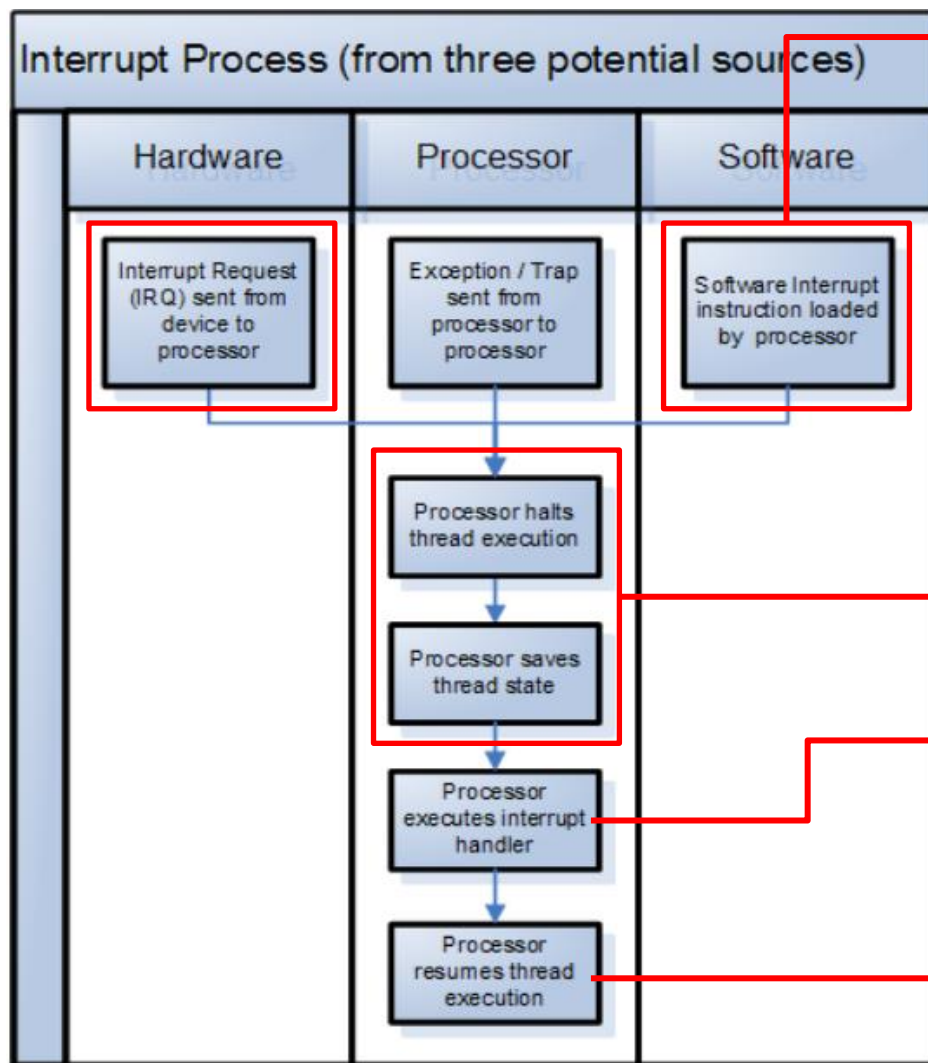 Interrupt Process (from three potential sources)
Hardware
Processor
Software
Interrupt Request
(IRQ) sent from
device to
processor
Exception / Trap
sent from
processor to
processor
Software Interrupt
instruction loaded
by processor
Processor halts
thread execution
Processor saves
thread state
Processor
executes interrupt
handler
Processor
resumes thread
execution